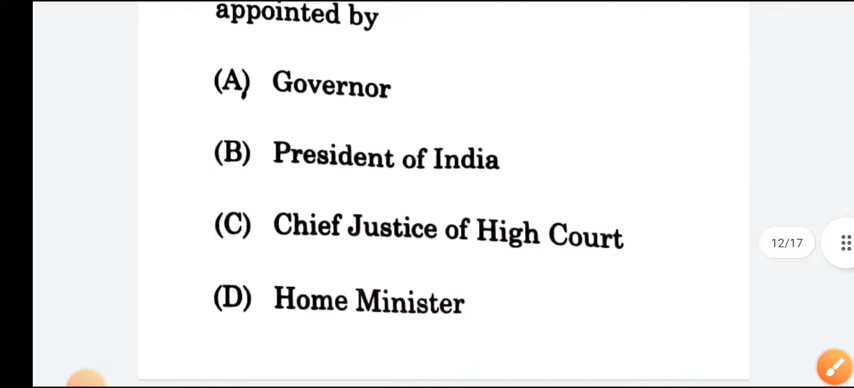 appointed by
(A) Governor
(B) President of India
(C) Chief Justice of High Court
12/17
(D) Home Minister